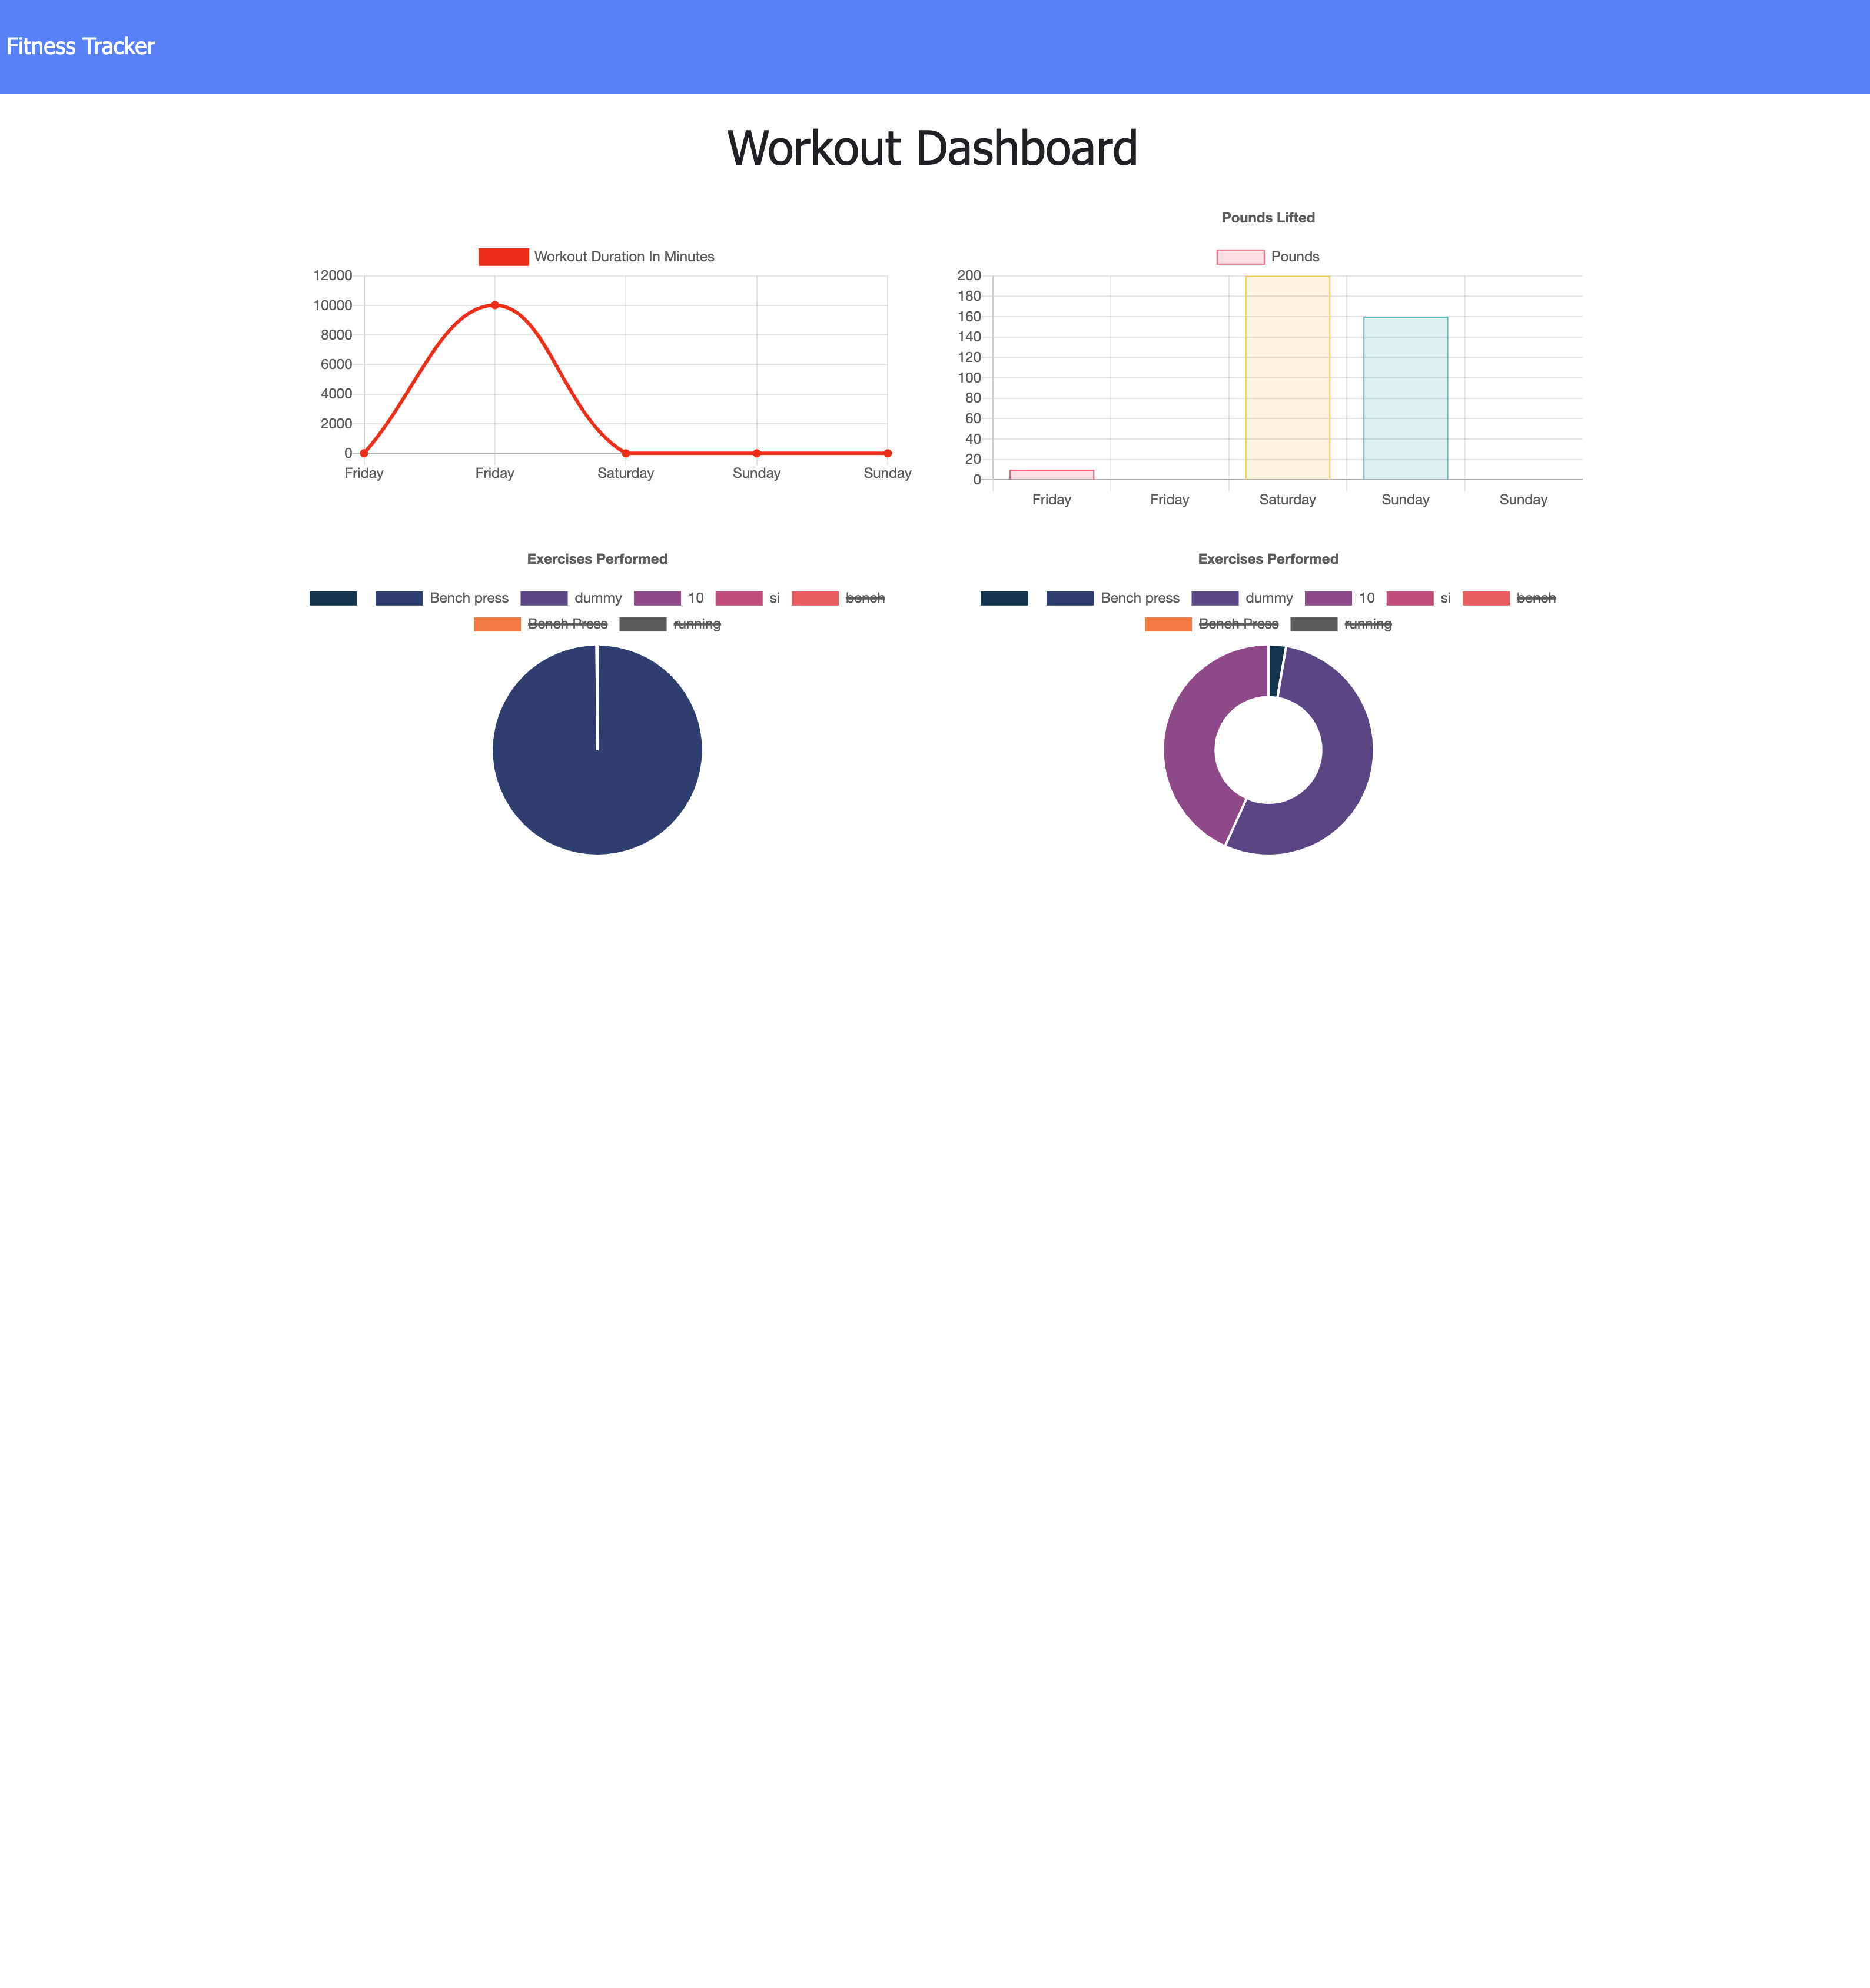 Fitness Tracker
Workout Dashboard
Workout Duration In Minutes
12000
10000
8000
6000
4000
2000
0
Friday Friday Saturday Sunday Sunday
Pounds Lifted
Pounds
200
180
160
140
120
100
80
60
40
20
0
Friday Friday Saturday Sunday Sunday
Exercises Performed
Bench press dummy 10 si bench
Bench Press running
Exercises Performed
Bench press dummy 10 si bench
Bench Press running